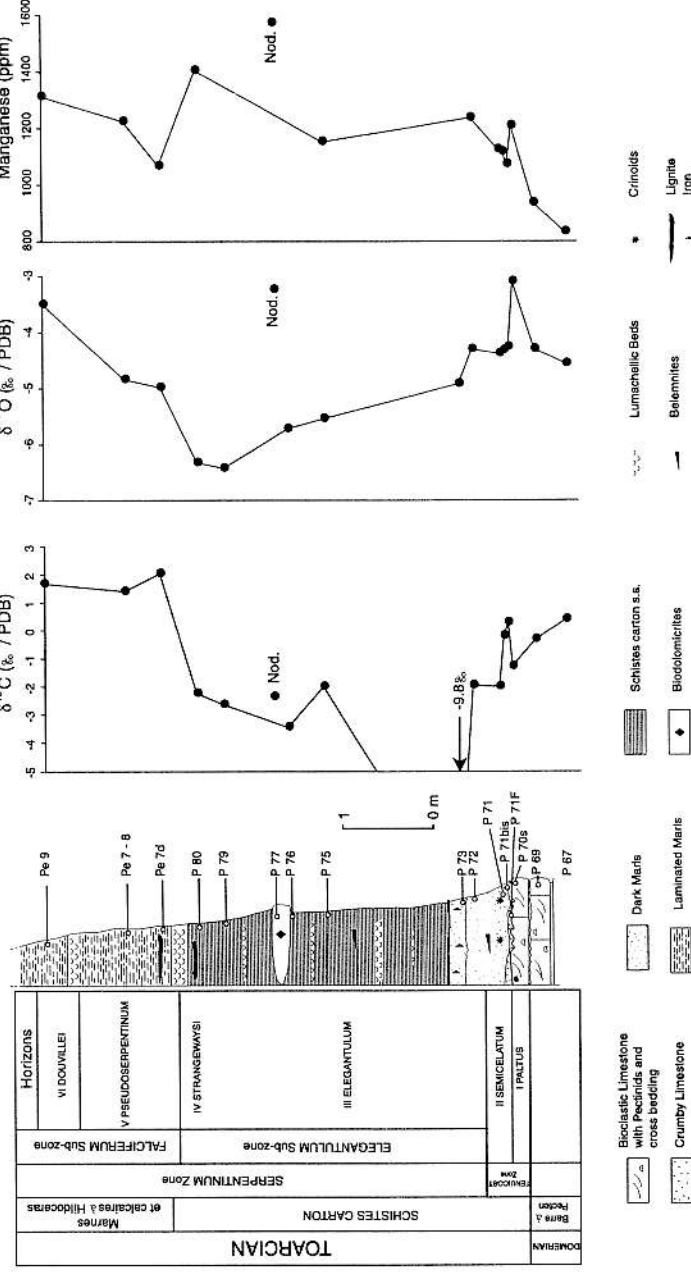 Manganese (ppm)
1600
1400
1200
1000
800
Nod.
(‰ / PDB)
-3
-4
-5
-6
-7
Nod.
(‰ / PDB)
3
2
1
0
-1
-2
-3
-4
-5
Nod.
-9.8‰
1
0 m
Pe 9
Pe 7 - 8
Pe 7d
P 80
P 79
P 77
P 76
P 75
P 73
P 72
P 71
P 71bis
P 71F
P 70s
P 69
P 67
Horizons
VI DOUVILLEI
V PSEUDOSERPENTINUM
IV STRANGEWAYSI
III ELEGANTULUM
II SEMICELATUM
I PALTUS
FALCIFERUM Sub-zone
ELEGANTULUM Sub-zone
SERPENTINUM Zone
TENUICOST
Zone
Marnes
et calcaires à Hildoceras
SCHISTES CARTON
Barre à
Pecten
TOARCIAN
DOMERIAN
Bioclastic Limestone
with Pectinids and
cross bedding
Crumby Limestone
Dark Marls
Laminated Marls
Schistes carton s.s.
Biodolomicrites
Lumachellic Beds
Belemnites
Crinoids
Lignite
Iron